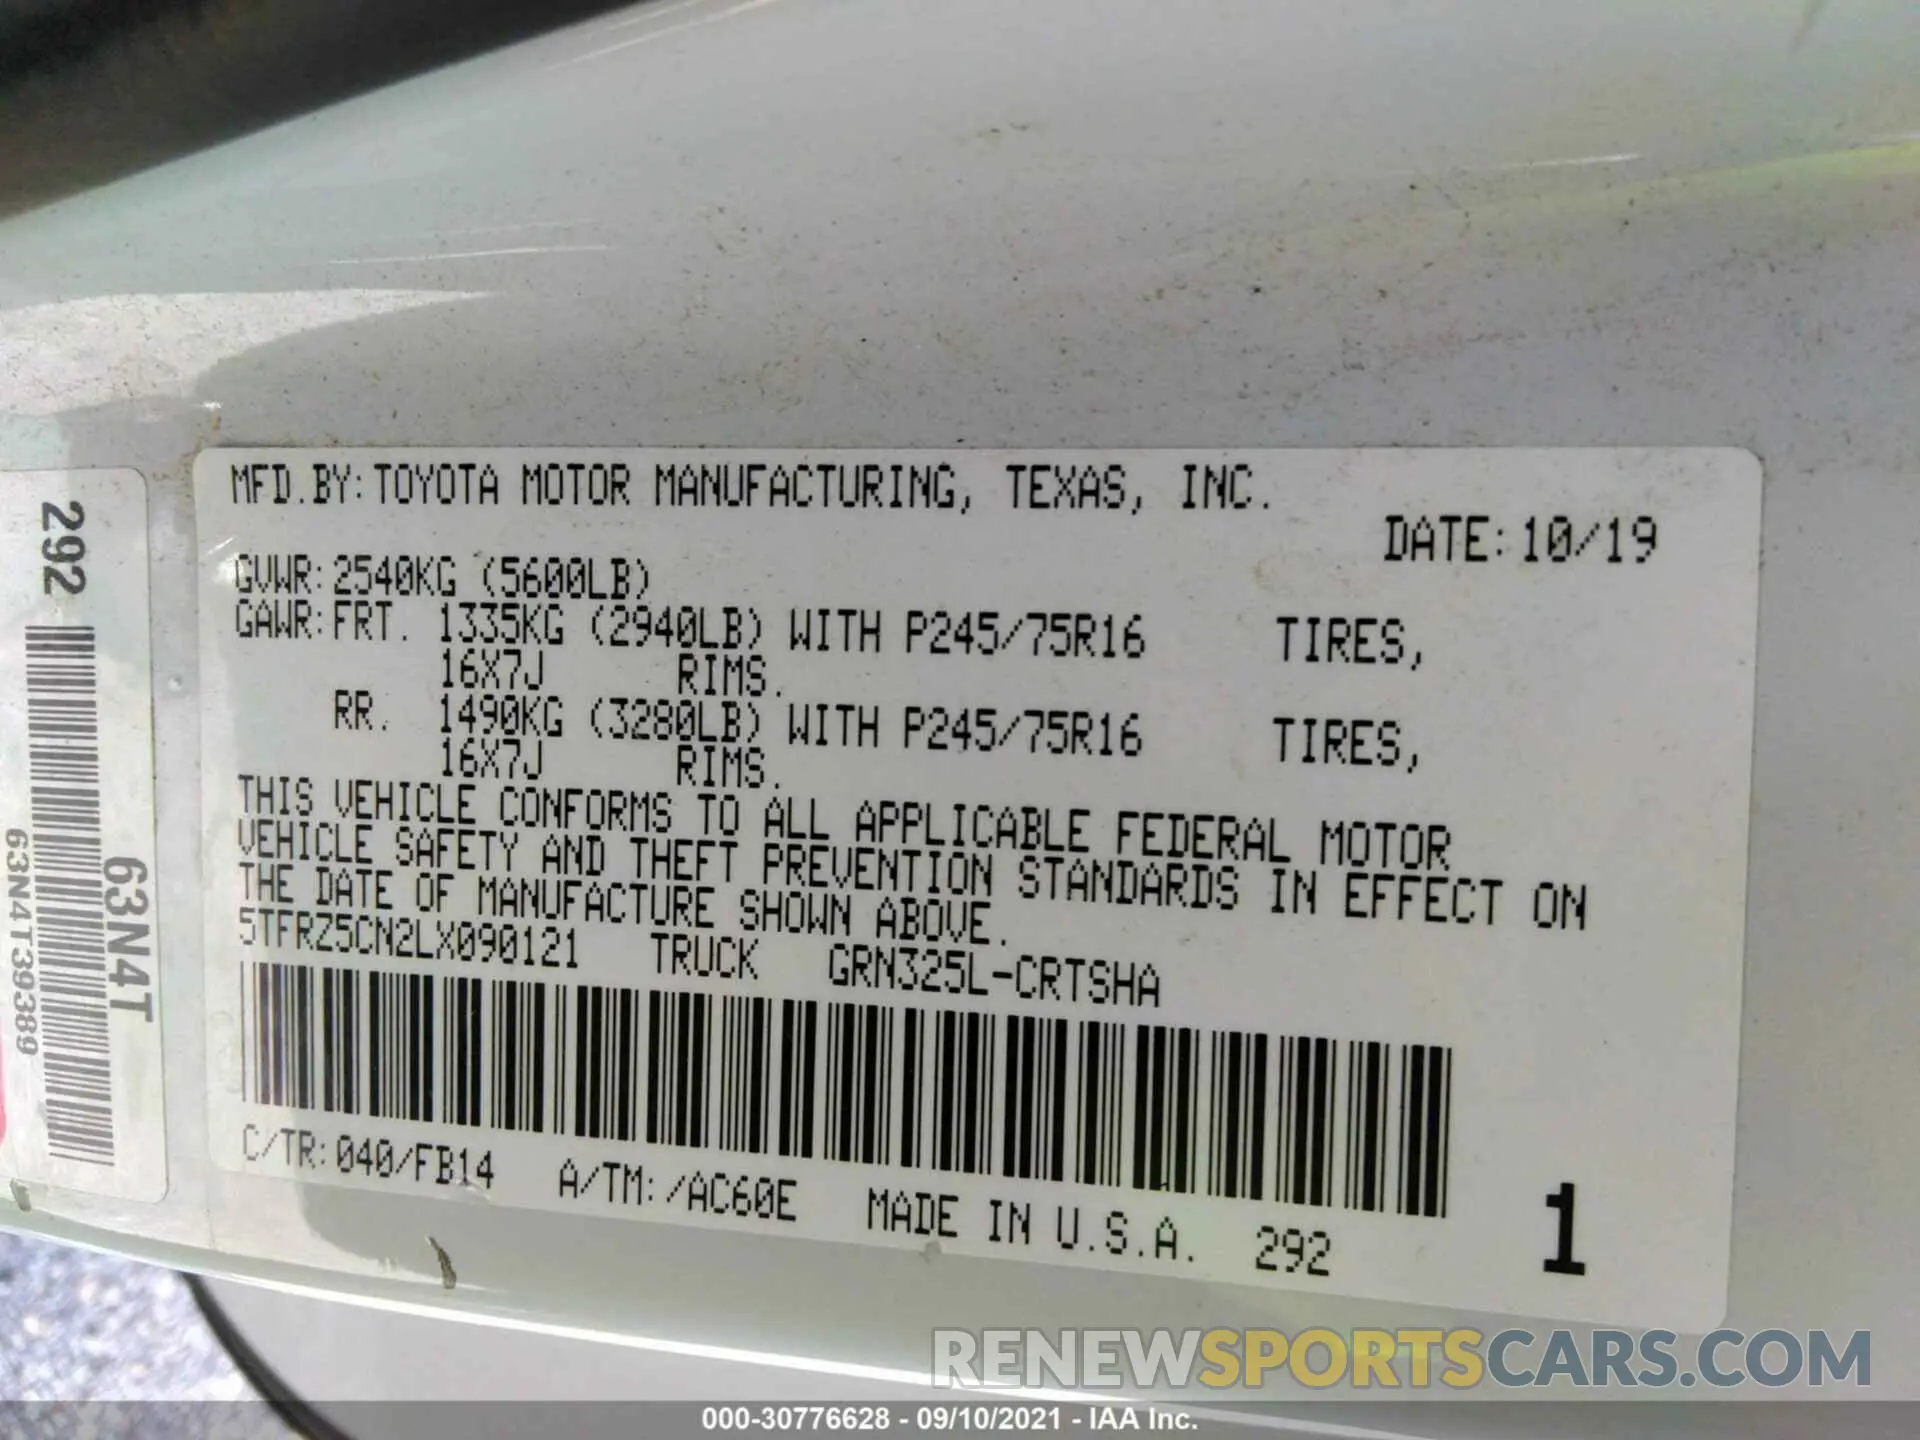 MFD.BY:TOYOTA MOTOR MANUFACTURING, TEXAS, INC.
DATE:10/19
GVWR:2540KG (5600LB)
GAWR:FRT. 1335KG (2940LB) WITH P245/75R16 TIRES,
16X7J RIMS.
RR. 1490KG (3280LB) WITH P245/75R16 TIRES,
16X7J RIMS.
THIS VEHICLE CONFORMS TO ALL APPLICABLE FEDERAL MOTOR
VEHICLE SAFETY AND THEFT PREVENTION STANDARDS IN EFFECT ON
THE DATE OF MANUFACTURE SHOWN ABOVE.
5TFRZ5CN2LX090121 TRUCK GRN325L-CRTSHA
C/TR:040/FB14 A/TM:/AC60E MADE IN U.S.A. 292
1
292
63N4T
63N4T39389
RENEWSPORTSCARS.COM
000-30776628 - 09/10/2021 - IAA Inc.